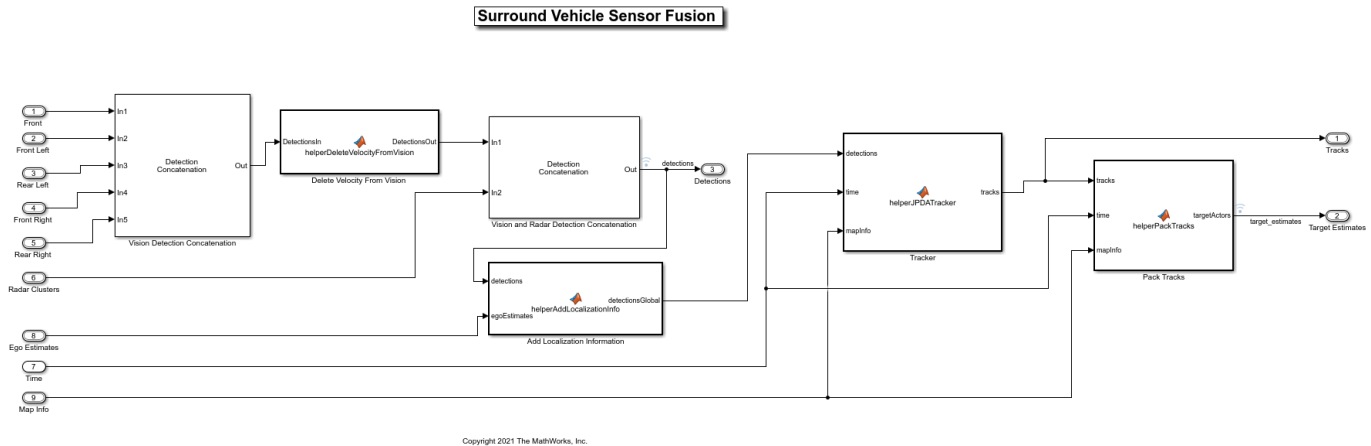 Surround Vehicle Sensor Fusion
1
Front
2
Front Left
3
Rear Left
4
Front Right
5
Rear Right
6
Radar Clusters
8
Ego Estimates
7
Time
9
Map Info
In1
In2
In3
In4
In5
Detection
Concatenation
Out
Vision Detection Concatenation
DetectionsIn
helperDeleteVelocityFromVision
DetectionsOut
Delete Velocity From Vision
In1
In2
Detection
Concatenation
Out
Vision and Radar Detection Concatenation
detections
3
Detections
detections
egoEstimates
helperAddLocalizationInfo
detectionsGlobal
Add Localization Information
detections
time
mapInfo
helperJPDATracker
tracks
Tracker
tracks
time
mapInfo
helperPackTracks
targetActors
Pack Tracks
1
Tracks
target_estimates
2
Target Estimates
Copyright 2021 The MathWorks, Inc.